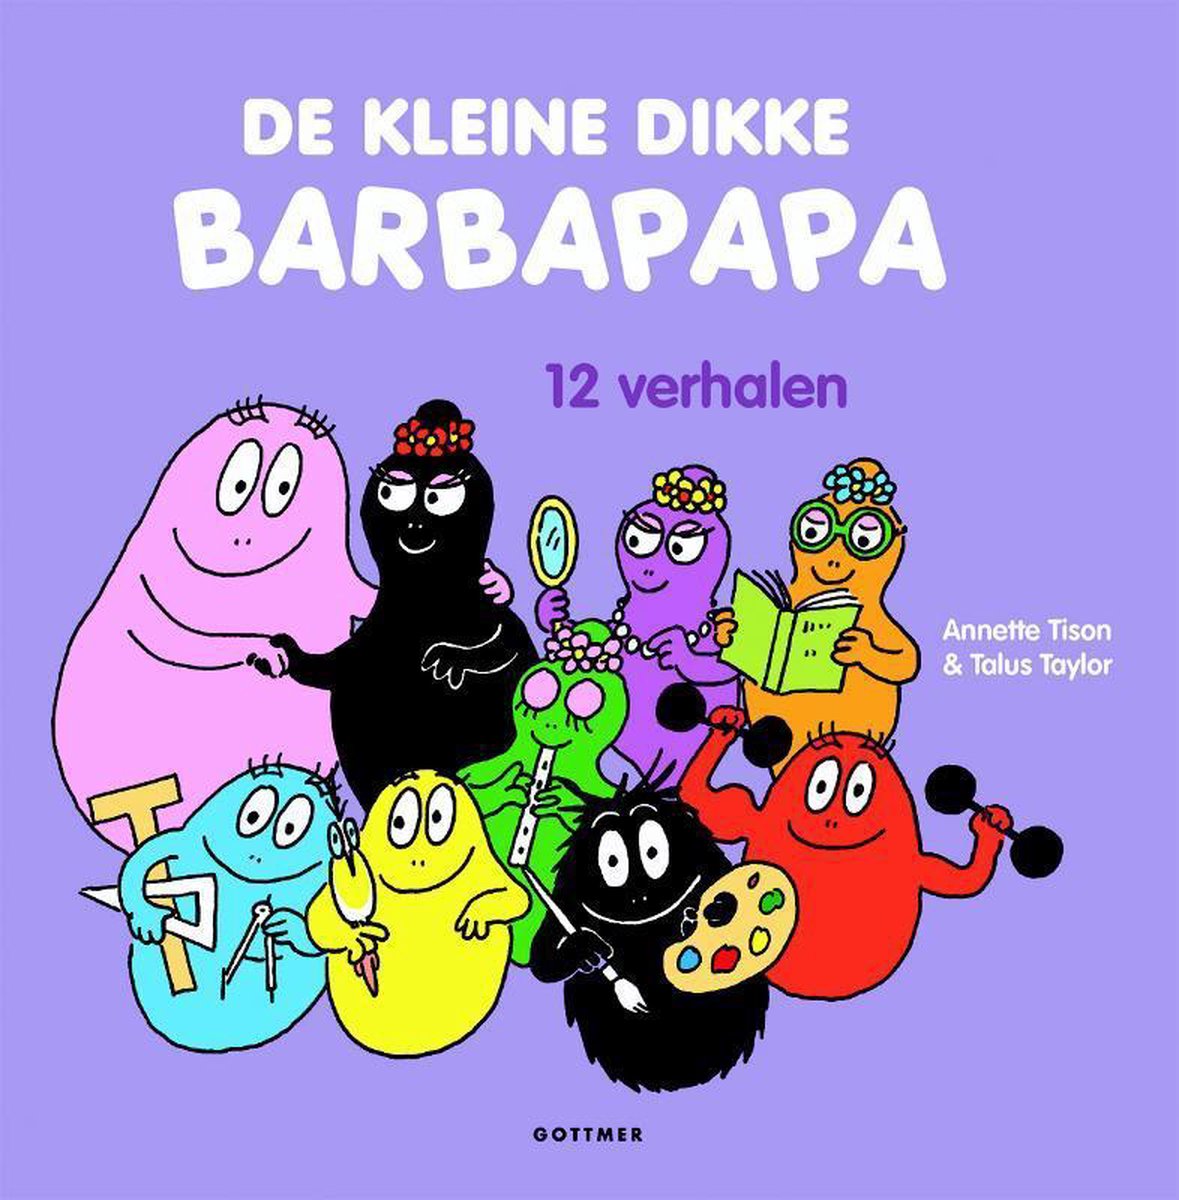 DE KLEINE DIKKE
BARBAPAPA
12 verhalen
Annette Tison
& Talus Taylor
GOTTMER